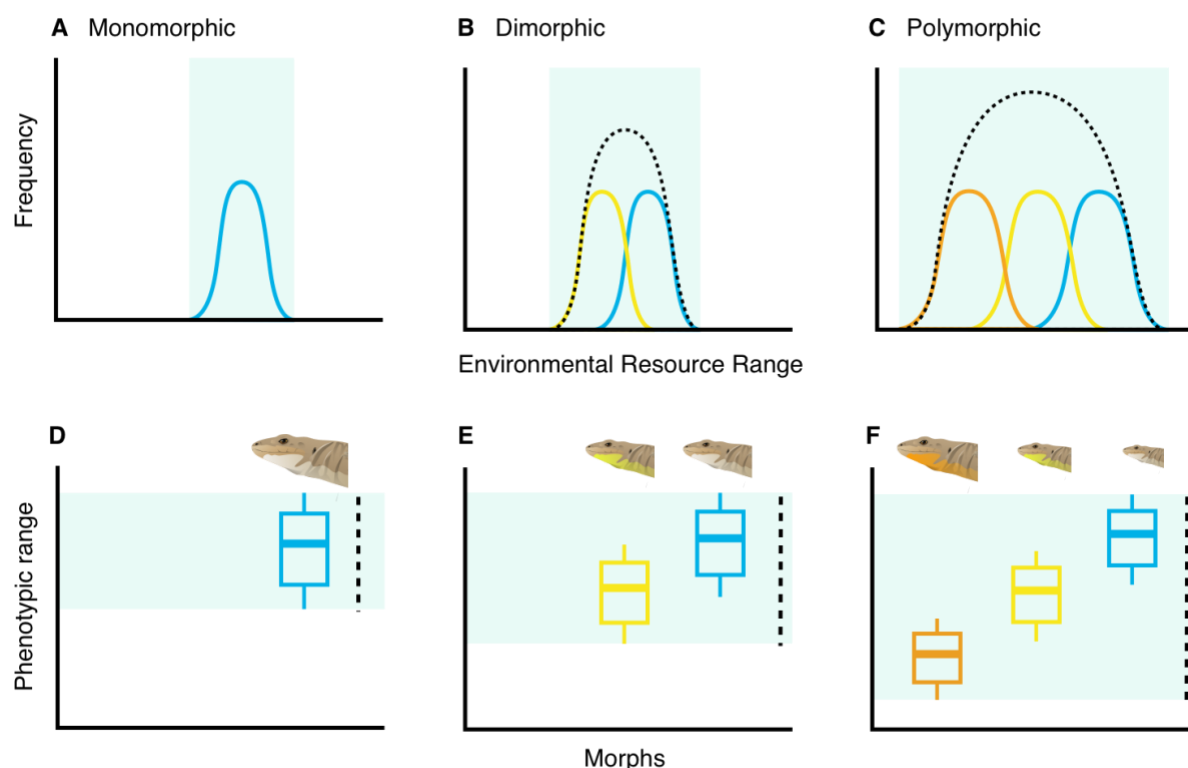 A Monomorphic
B Dimorphic
C Polymorphic
Frequency
Environmental Resource Range
D
E
F
Phenotypic range
Morphs